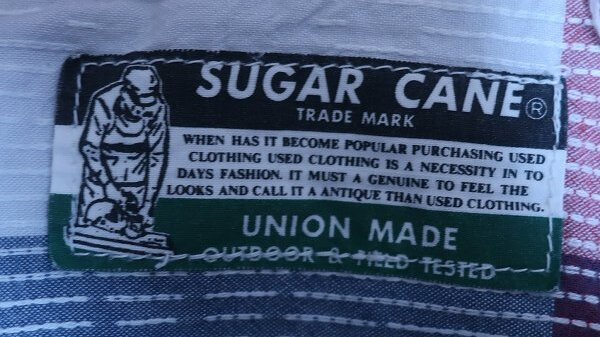 SUGAR CANE®
TRADE MARK
WHEN HAS IT BECOME POPULAR PURCHASING USED
CLOTHING USED CLOTHING IS A NECESSITY IN TO
DAYS FASHION. IT MUST A GENUINE TO FEEL THE
LOOKS AND CALL IT A ANTIQUE THAN USED CLOTHING.
UNION MADE
OUTDOOR & FIELD TESTED